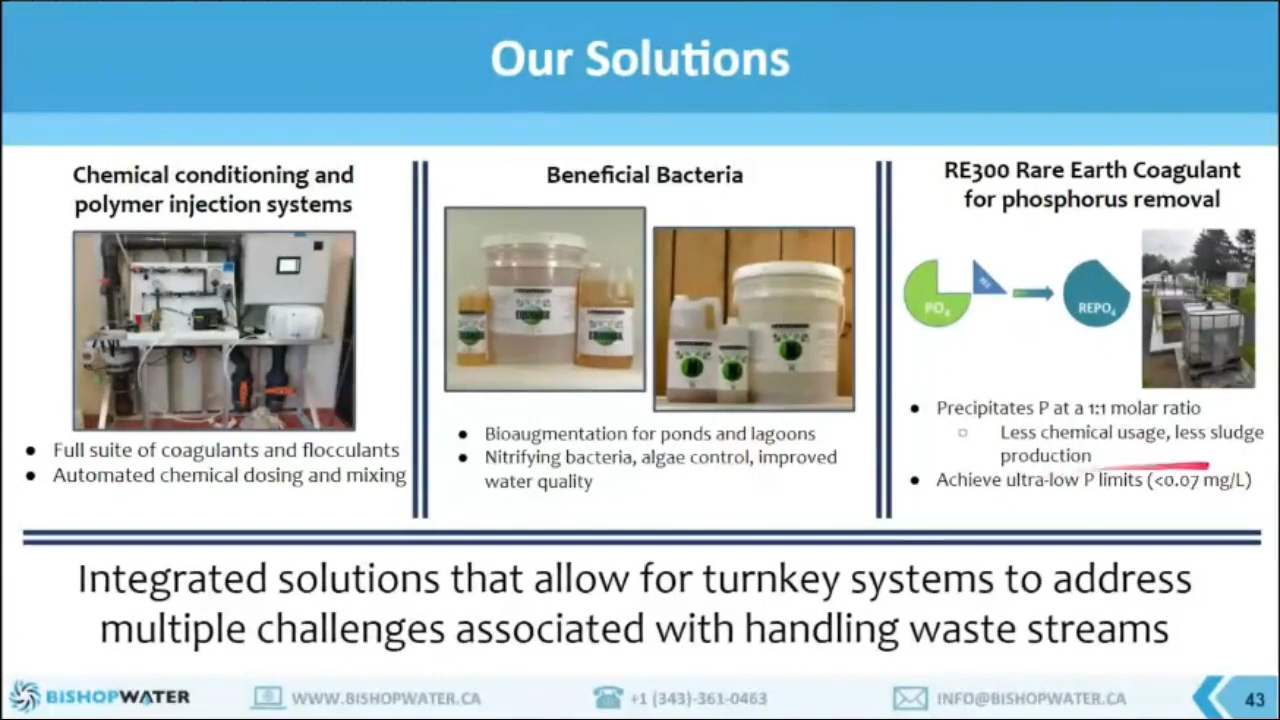 Our Solutions
Chemical conditioning and
polymer injection systems
Full suite of coagulants and flocculants
Automated chemical dosing and mixing
Beneficial Bacteria
Bioaugmentation for ponds and lagoons
Nitrifying bacteria, algae control, improved
water quality
RE300 Rare Earth Coagulant
for phosphorus removal
PO₄
REPO₄
Precipitates P at a 1:1 molar ratio
Less chemical usage, less sludge
production
Achieve ultra-low P limits (<0.07 mg/L)
Integrated solutions that allow for turnkey systems to address
multiple challenges associated with handling waste streams
BISHOPWATER
WWW.BISHOPWATER.CA
+1 (343)-361-0463
INFO@BISHOPWATER.CA
43